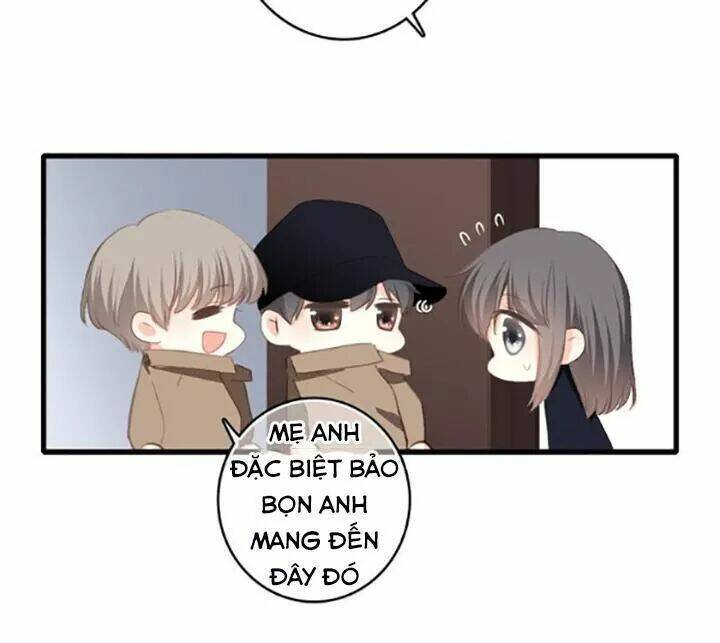 MẸ ANH
ĐẶC BIỆT BẢO
BỌN ANH
MANG ĐẾN
ĐÂY ĐÓ